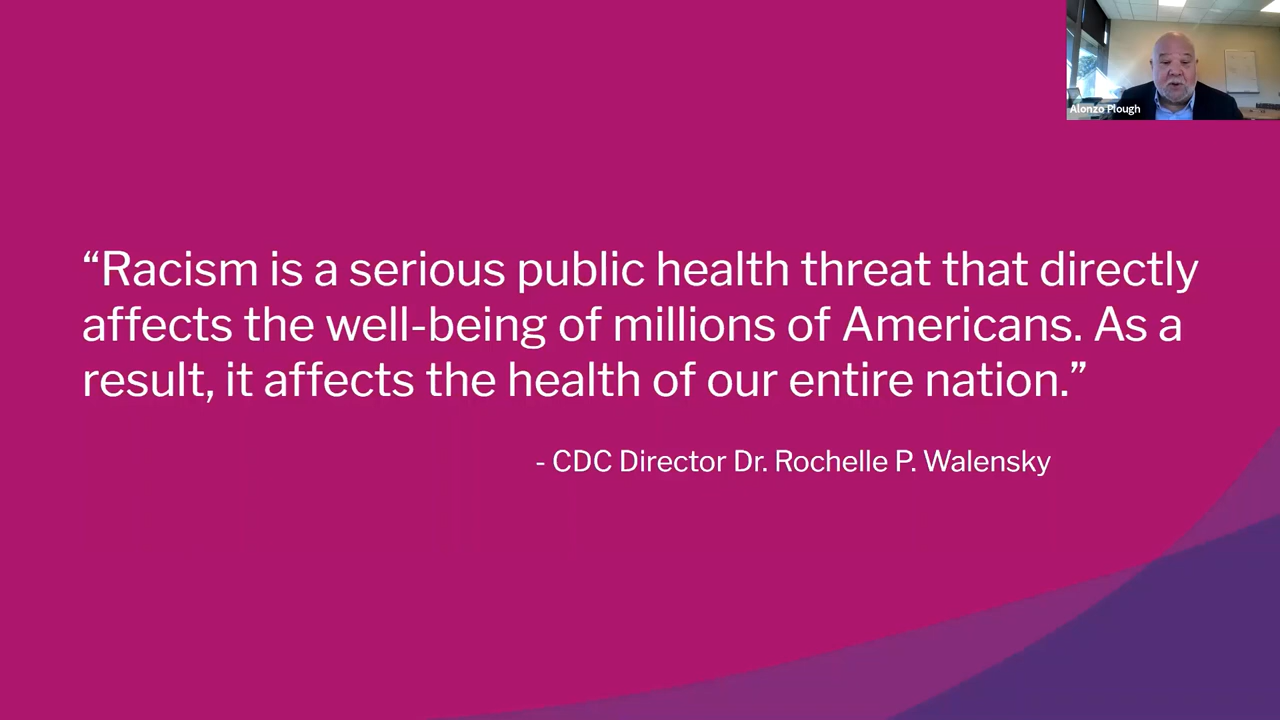 Alonzo Plough
“Racism is a serious public health threat that directly
affects the well-being of millions of Americans. As a
result, it affects the health of our entire nation.”
- CDC Director Dr. Rochelle P. Walensky